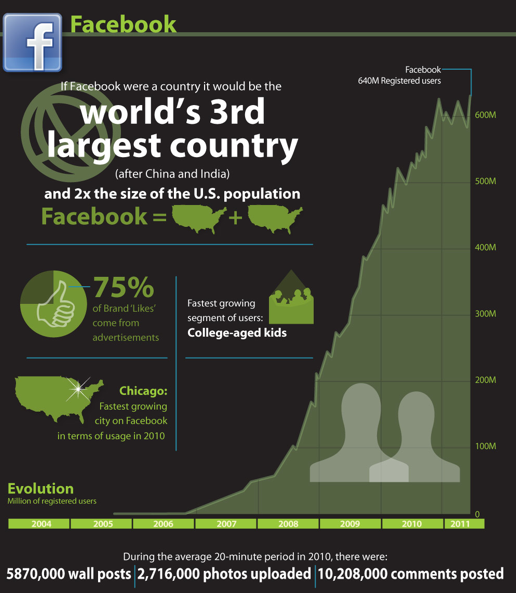 f
Facebook
If Facebook were a country it would be the
world's 3rd
largest country
(after China and India)
and 2x the size of the U.S. population
Facebook = +
Facebook
640M Registered users
600M
500M
400M
300M
200M
100M
0
75%
of Brand 'Likes'
come from
advertisements
Fastest growing
segment of users:
College-aged kids
Chicago:
Fastest growing
city on Facebook
in terms of usage in 2010
Evolution
Million of registered users
2004 2005 2006 2007 2008 2009 2010 2011
During the average 20-minute period in 2010, there were:
5870,000 wall posts 2,716,000 photos uploaded 10,208,000 comments posted